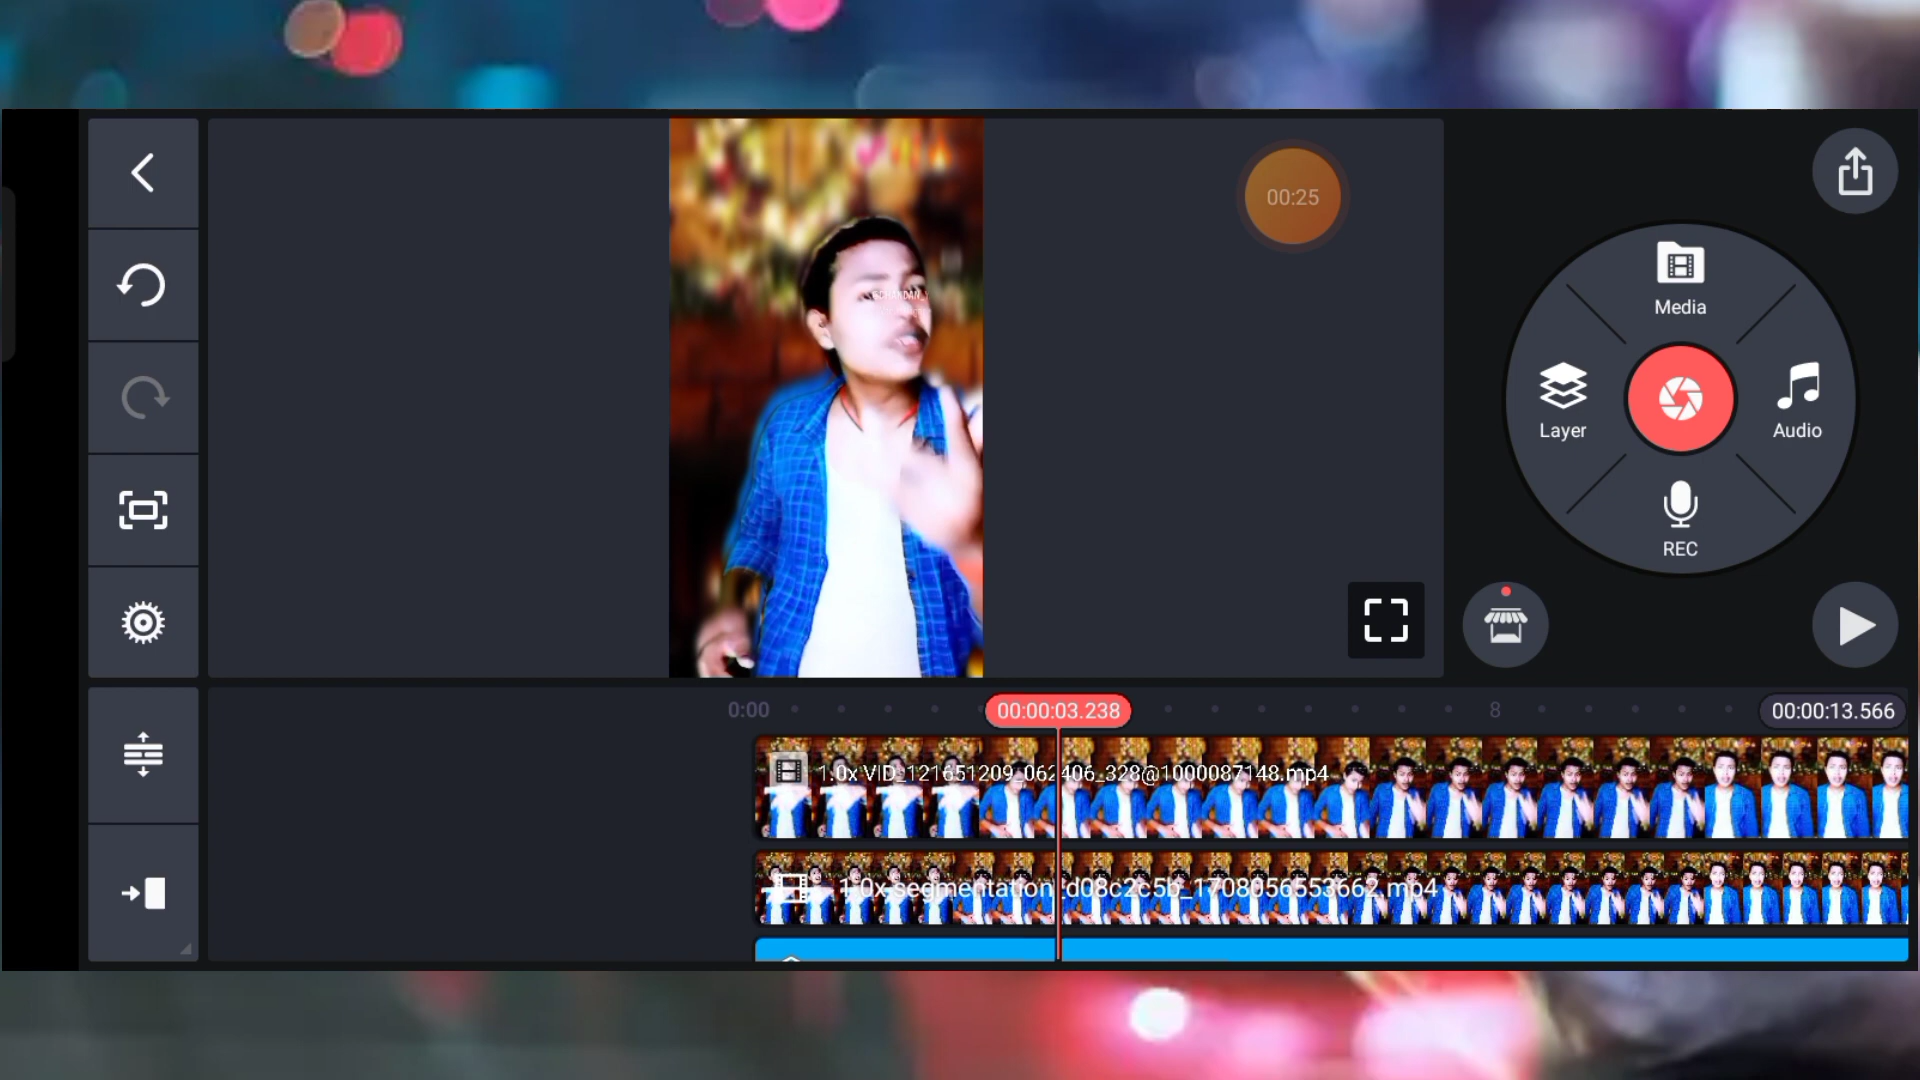 00:25
Media
Layer
Audio
REC
0:00
00:00:03.238
8
00:00:13.566
1.0x VID_121651209_062406_328@1000087148.mp4
1.0x segmentation_d08c2c5b_1708056553662.mp4